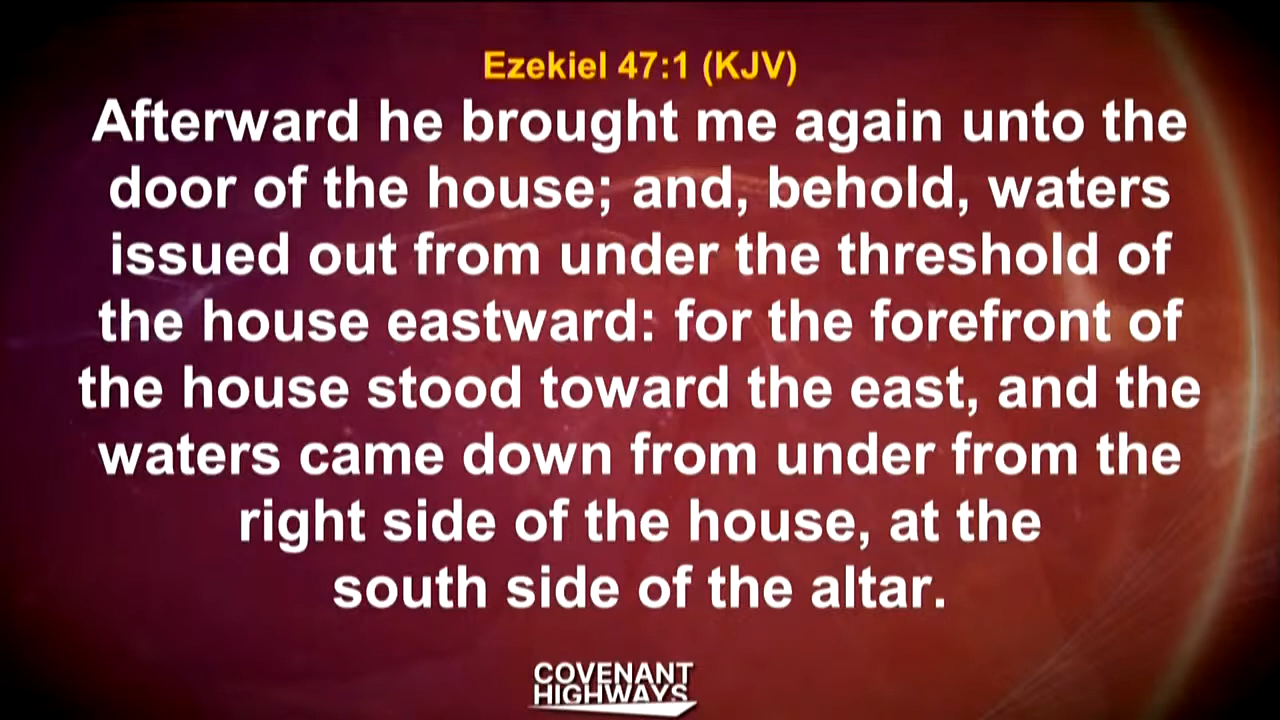 Ezekiel 47:1 (KJV)
Afterward he brought me again unto the
door of the house; and, behold, waters
issued out from under the threshold of
the house eastward: for the forefront of
the house stood toward the east, and the
waters came down from under from the
right side of the house, at the
south side of the altar.
COVENANT
HIGHWAYS